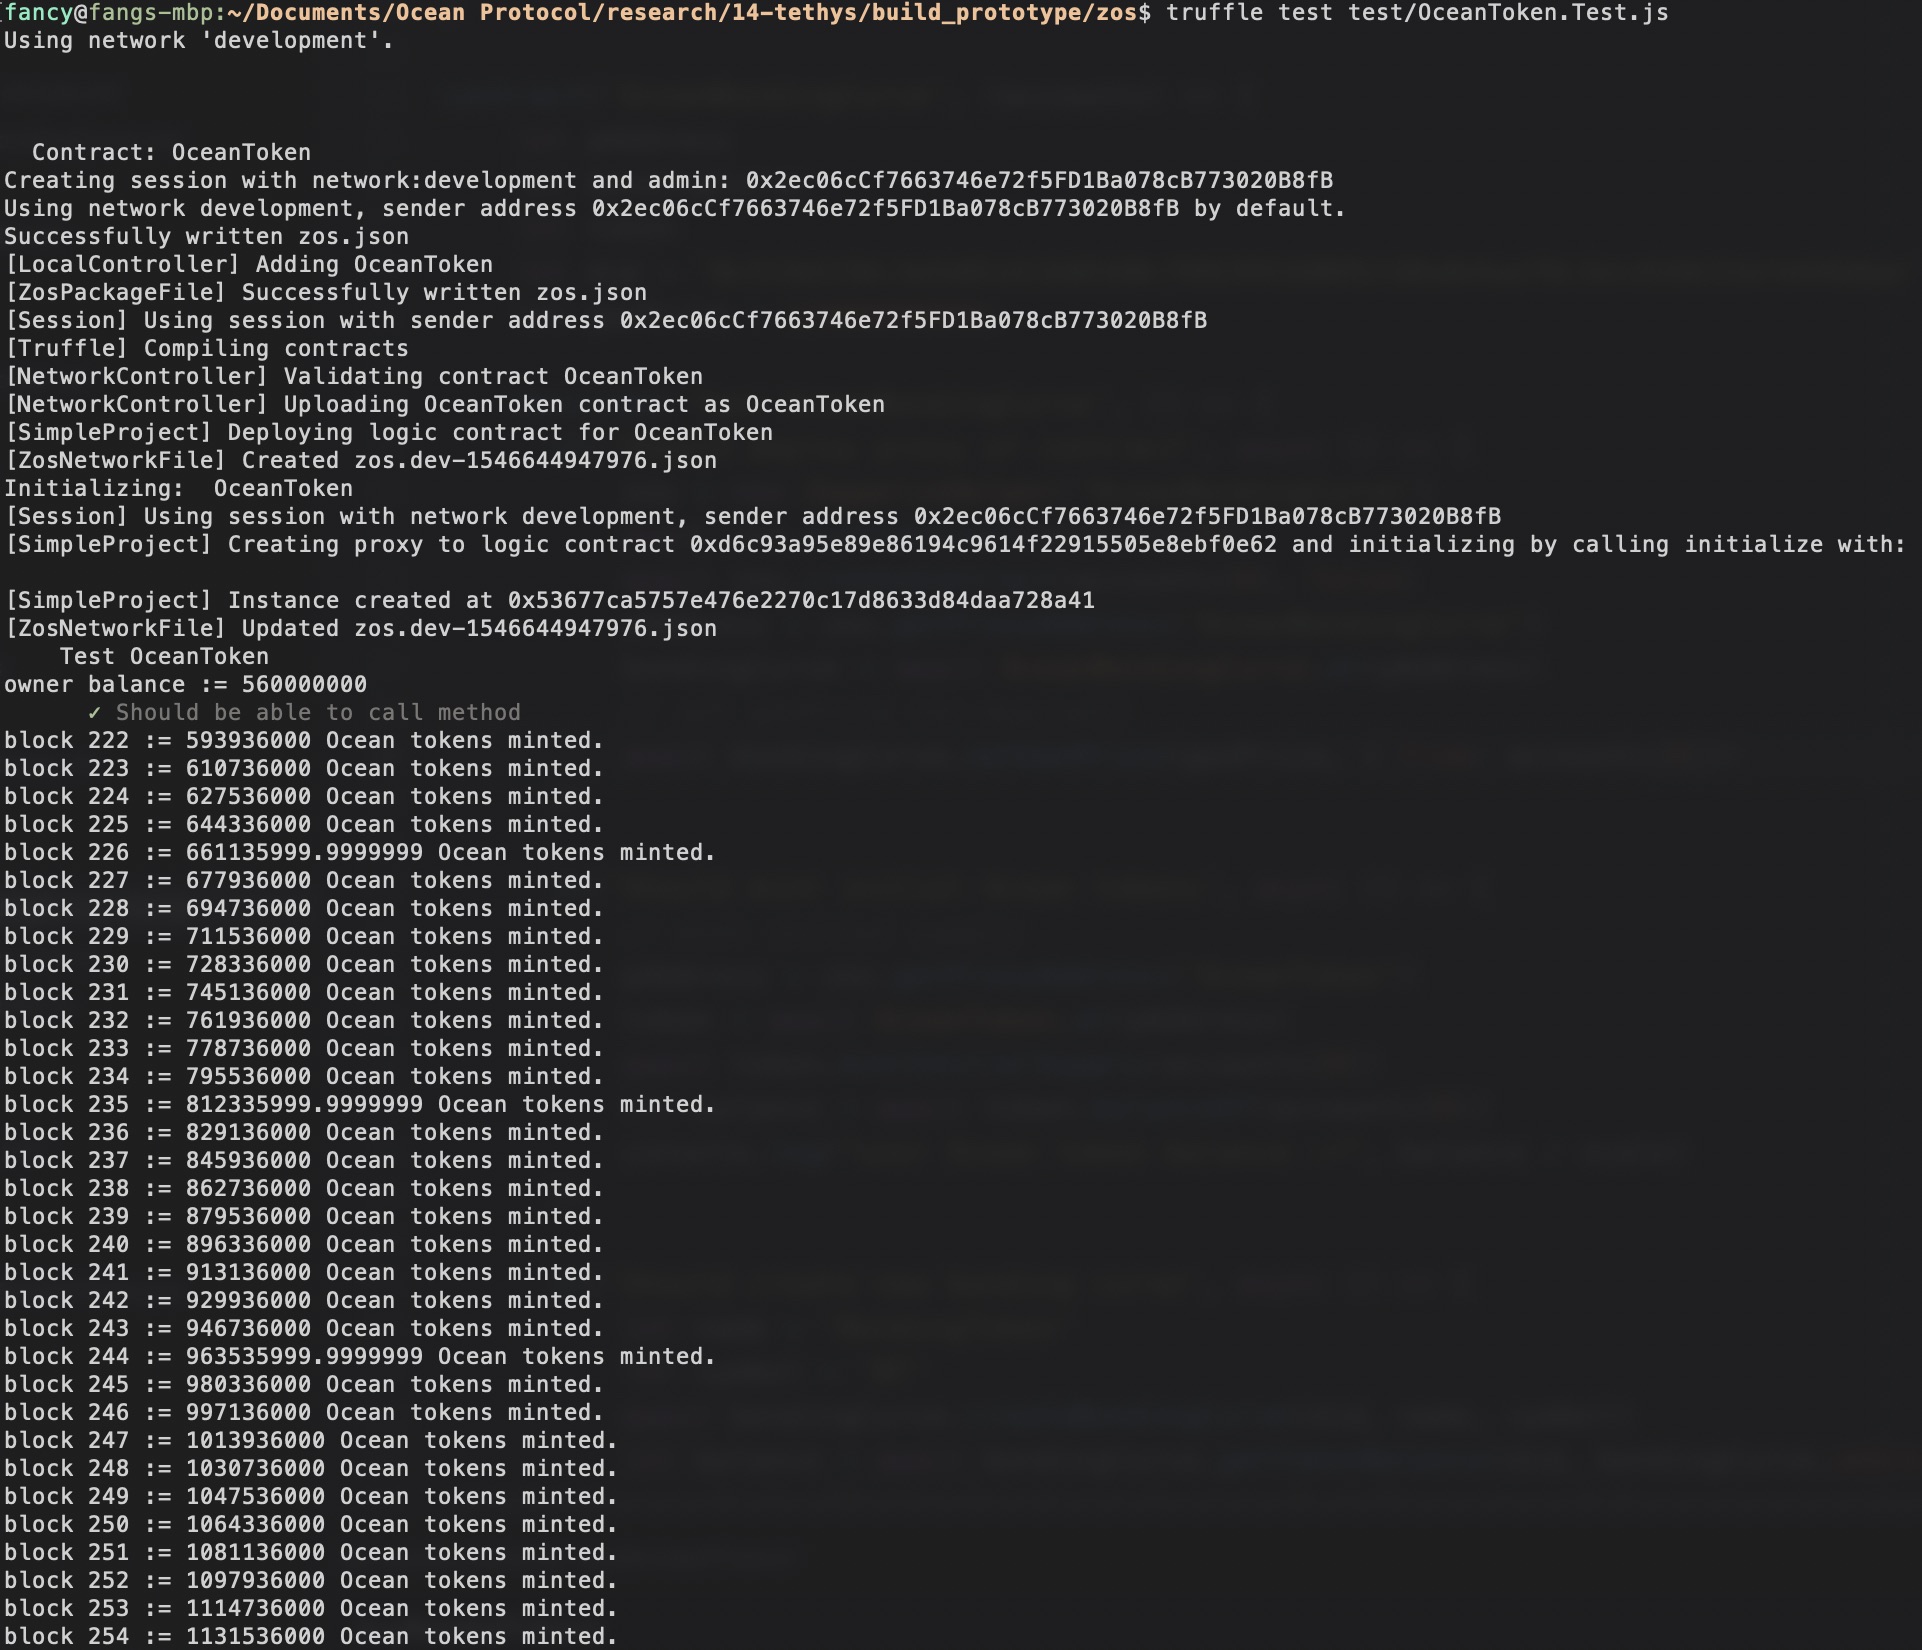 fancy@fangs-mbp:~/Documents/Ocean Protocol/research/14-tethys/build_prototype/zos$ truffle test test/OceanToken.Test.js
Using network 'development'.
Contract: OceanToken
Creating session with network:development and admin: 0x2ec06cCf7663746e72f5FD1Ba078cB773020B8fB
Using network development, sender address 0x2ec06cCf7663746e72f5FD1Ba078cB773020B8fB by default.
Successfully written zos.json
[LocalController] Adding OceanToken
[ZosPackageFile] Successfully written zos.json
[Session] Using session with sender address 0x2ec06cCf7663746e72f5FD1Ba078cB773020B8fB
[Truffle] Compiling contracts
[NetworkController] Validating contract OceanToken
[NetworkController] Uploading OceanToken contract as OceanToken
[SimpleProject] Deploying logic contract for OceanToken
[ZosNetworkFile] Created zos.dev-1546644947976.json
Initializing:  OceanToken
[Session] Using session with network development, sender address 0x2ec06cCf7663746e72f5FD1Ba078cB773020B8fB
[SimpleProject] Creating proxy to logic contract 0xd6c93a95e89e86194c9614f22915505e8ebf0e62 and initializing by calling initialize with:
[SimpleProject] Instance created at 0x53677ca5757e476e2270c17d8633d84daa728a41
[ZosNetworkFile] Updated zos.dev-1546644947976.json
Test OceanToken
owner balance := 560000000
✓ Should be able to call method
block 222 := 593936000 Ocean tokens minted.
block 223 := 610736000 Ocean tokens minted.
block 224 := 627536000 Ocean tokens minted.
block 225 := 644336000 Ocean tokens minted.
block 226 := 661135999.9999999 Ocean tokens minted.
block 227 := 677936000 Ocean tokens minted.
block 228 := 694736000 Ocean tokens minted.
block 229 := 711536000 Ocean tokens minted.
block 230 := 728336000 Ocean tokens minted.
block 231 := 745136000 Ocean tokens minted.
block 232 := 761936000 Ocean tokens minted.
block 233 := 778736000 Ocean tokens minted.
block 234 := 795536000 Ocean tokens minted.
block 235 := 812335999.9999999 Ocean tokens minted.
block 236 := 829136000 Ocean tokens minted.
block 237 := 845936000 Ocean tokens minted.
block 238 := 862736000 Ocean tokens minted.
block 239 := 879536000 Ocean tokens minted.
block 240 := 896336000 Ocean tokens minted.
block 241 := 913136000 Ocean tokens minted.
block 242 := 929936000 Ocean tokens minted.
block 243 := 946736000 Ocean tokens minted.
block 244 := 963535999.9999999 Ocean tokens minted.
block 245 := 980336000 Ocean tokens minted.
block 246 := 997136000 Ocean tokens minted.
block 247 := 1013936000 Ocean tokens minted.
block 248 := 1030736000 Ocean tokens minted.
block 249 := 1047536000 Ocean tokens minted.
block 250 := 1064336000 Ocean tokens minted.
block 251 := 1081136000 Ocean tokens minted.
block 252 := 1097936000 Ocean tokens minted.
block 253 := 1114736000 Ocean tokens minted.
block 254 := 1131536000 Ocean tokens minted.